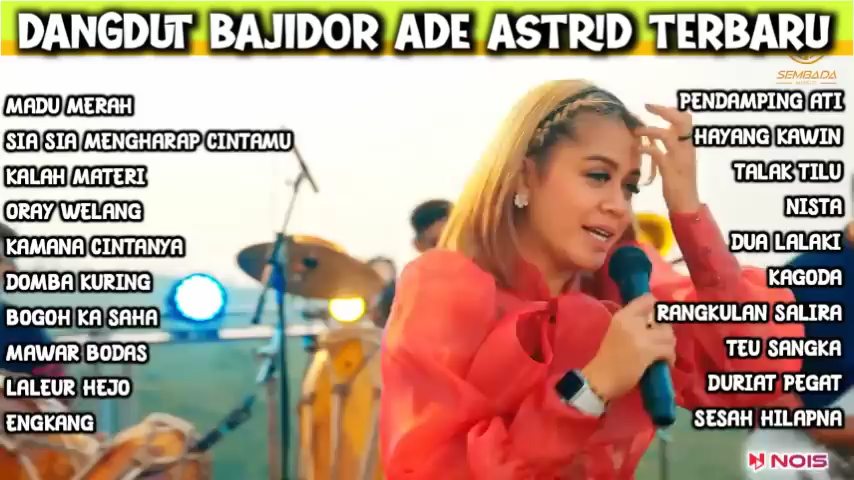 DANGDUT BAJIDOR ADE ASTRID TERBARU
SEMBADA
MADU MERAH
SIA SIA MENGHARAP CINTAMU
KALAH MATERI
ORAY WELANG
KAMANA CINTANYA
DOMBA KURING
BOGOH KA SAHA
MAWAR BODAS
LALEUR HEJO
ENGKANG
PENDAMPING ATI
HAYANG KAWIN
TALAK TILU
NISTA
DUA LALAKI
KAGODA
RANGKULAN SALIRA
TEU SANGKA
DURIAT PEGAT
SESAH HILAPNA
NOIS